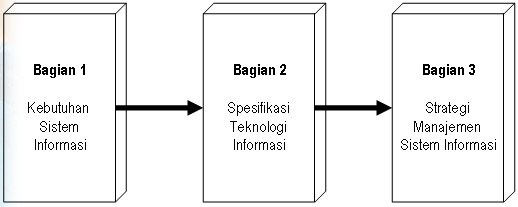 Bagian 1
Kebutuhan
Sistem
Informasi
Bagian 2
Spesifikasi
Teknologi
Informasi
Bagian 3
Strategi
Manajemen
Sistem Informasi